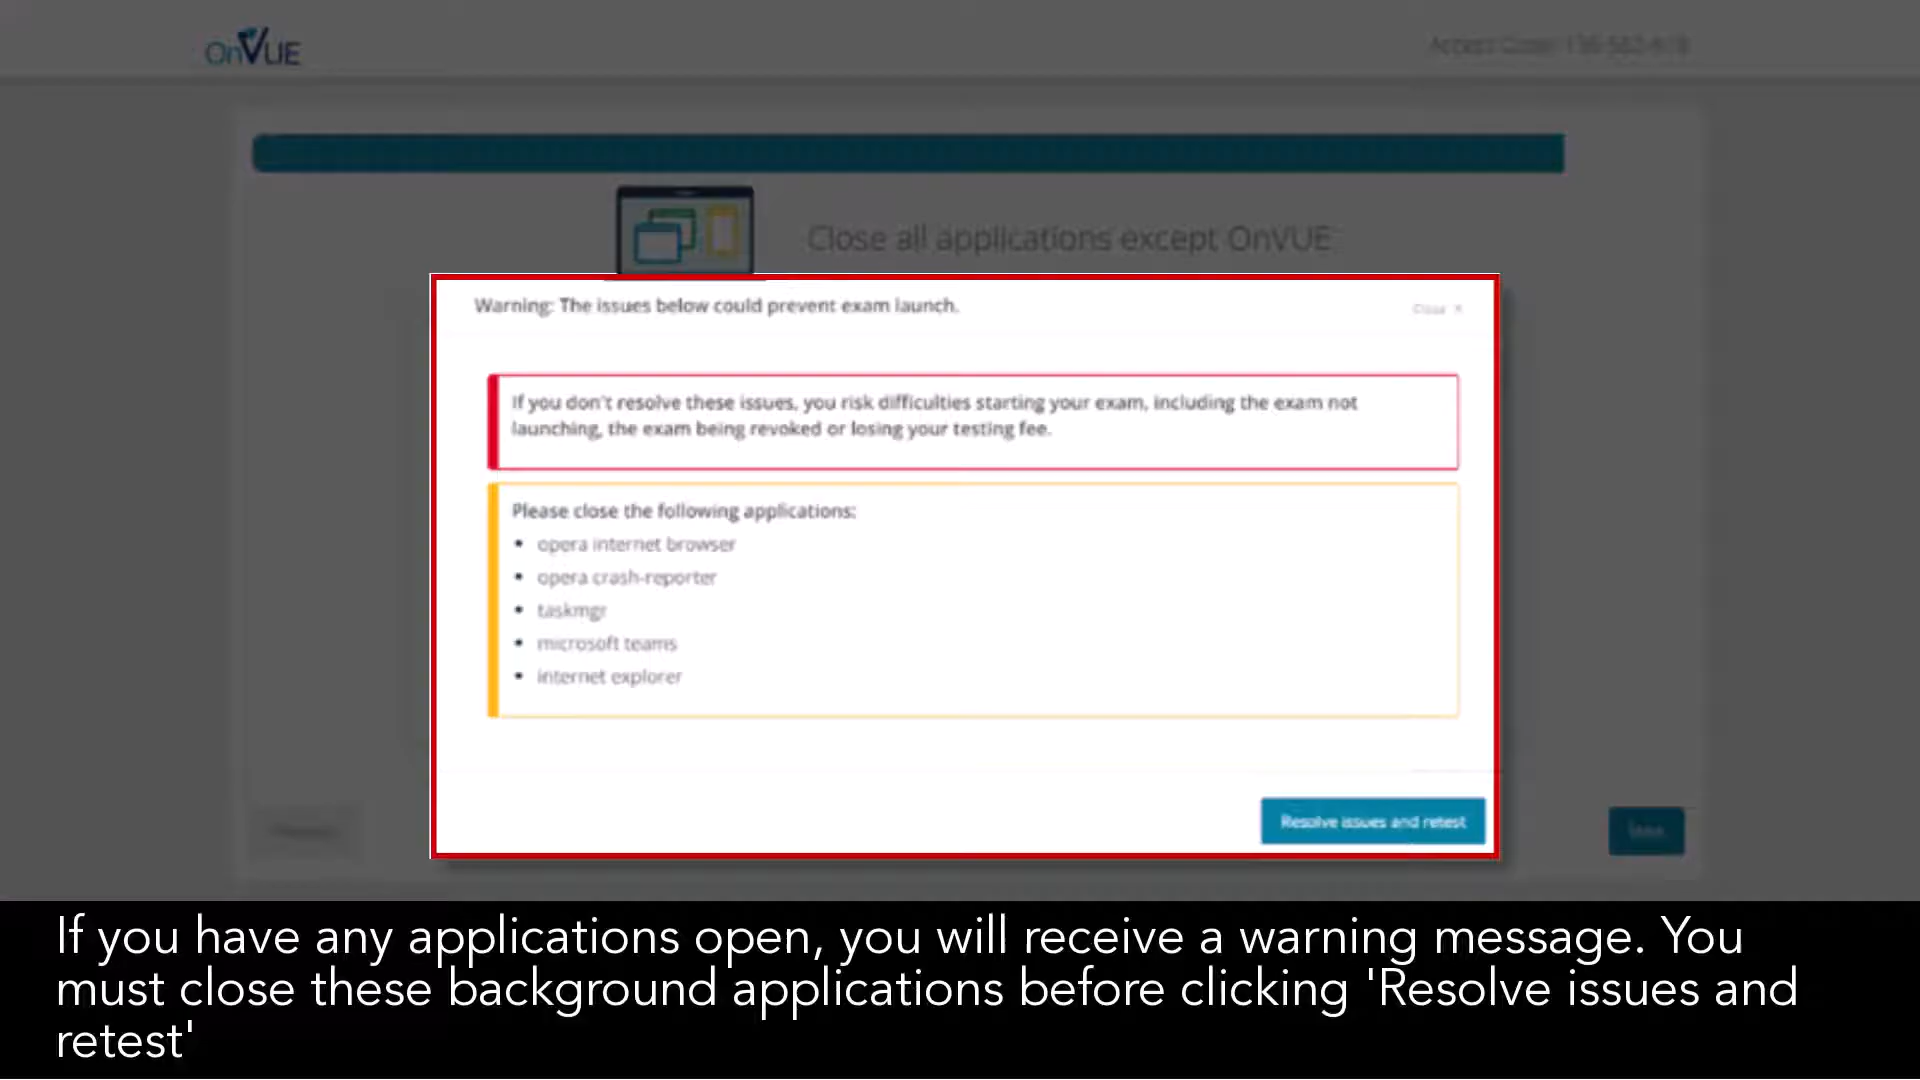 OnVUE
Close all applications except OnVUE
Warning: The issues below could prevent exam launch.
Close ×
If you don't resolve these issues, you risk difficulties starting your exam, including the exam not
launching, the exam being revoked or losing your testing fee.
Please close the following applications:
• opera internet browser
• opera crash-reporter
• taskmgr
• microsoft teams
• internet explorer
Resolve issues and retest
If you have any applications open, you will receive a warning message. You
must close these background applications before clicking 'Resolve issues and
retest'